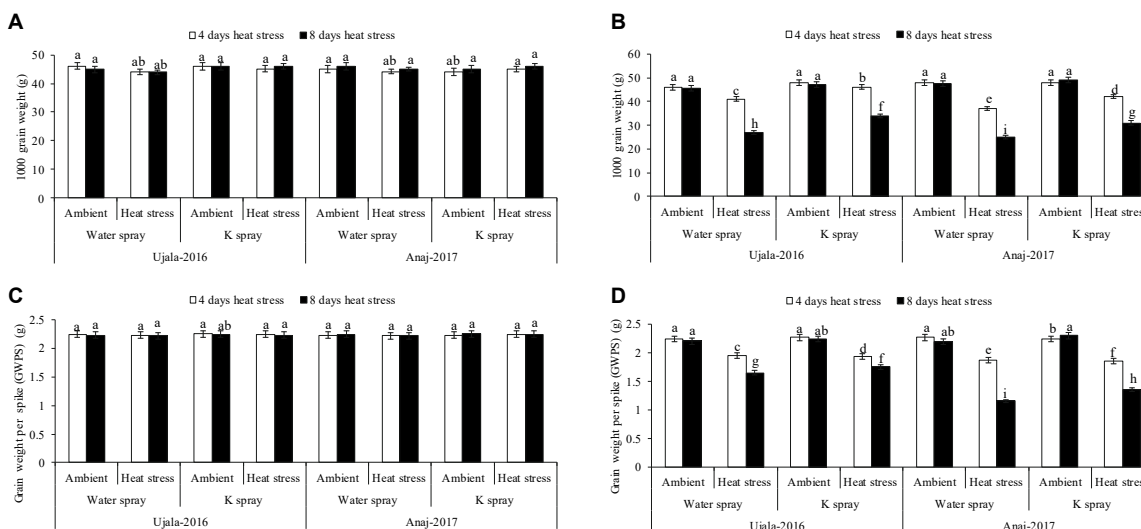 A
4 days heat stress 8 days heat stress
a a ab ab a a a a a a ab a ab a a a
1000 grain weight (g)
50
40
30
20
10
0
Ambient Heat stress Ambient Heat stress Ambient Heat stress Ambient Heat stress
Water spray K spray Water spray K spray
Ujala-2016 Anaj-2017
B
4 days heat stress 8 days heat stress
a a c h a a b f a a e i a a d g
1000 grain weight (g)
60
50
40
30
20
10
0
Ambient Heat stress Ambient Heat stress Ambient Heat stress Ambient Heat stress
Water spray K spray Water spray K spray
Ujala-2016 Anaj-2017
C
4 days heat stress 8 days heat stress
a a a a a ab a a a a a a a a a a
Grain weight per spike (GWPS) (g)
2.5
2
1.5
1
0.5
0
Ambient Heat stress Ambient Heat stress Ambient Heat stress Ambient Heat stress
Water spray K spray Water spray K spray
Ujala-2016 Anaj-2017
D
4 days heat stress 8 days heat stress
a a c g a ab d f a ab e i b a f h
Grain weight per spike (GWPS) (g)
2.5
2
1.5
1
0.5
0
Ambient Heat stress Ambient Heat stress Ambient Heat stress Ambient Heat stress
Water spray K spray Water spray K spray
Ujala-2016 Anaj-2017